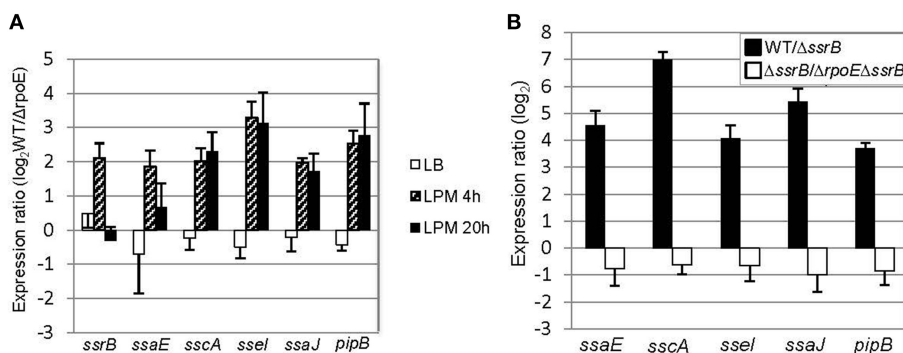 A
Expression ratio (log2WT/ΔrpoE)
5
4
3
2
1
0
-1
-2
-3
ssrB ssaE sscA sseI ssaJ pipB
LB
LPM 4h
LPM 20h
B
Expression ratio (log2)
8
7
6
5
4
3
2
1
0
-1
-2
-3
WT/ΔssrB
ΔssrB/ΔrpoEΔssrB
ssaE sscA sseI ssaJ pipB